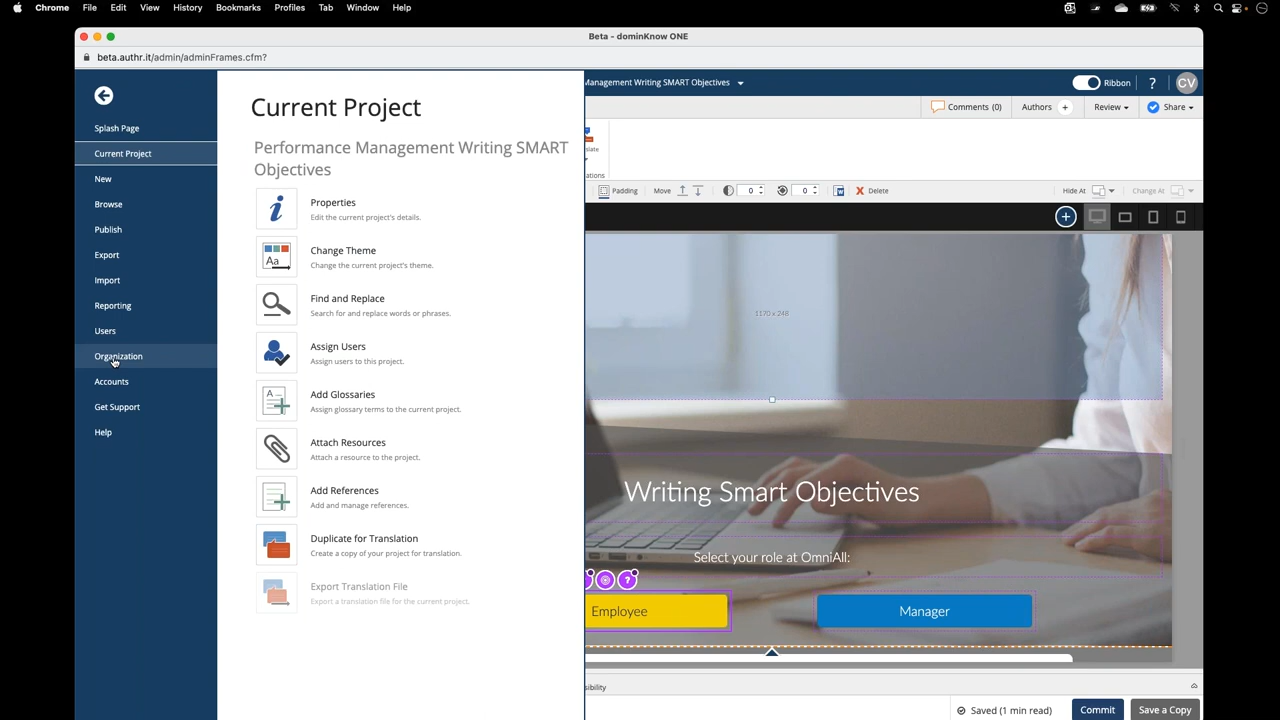 Chrome File Edit View History Bookmarks Profiles Tab Window Help
Beta - dominKnow ONE
beta.authr.it/admin/adminFrames.cfm?
Management Writing SMART Objectives
Ribbon
?
CV
Comments (0)
Authors +
Review
Share
Splash Page
Current Project
New
Browse
Publish
Export
Import
Reporting
Users
Organization
Accounts
Get Support
Help
Current Project
Performance Management Writing SMART
Objectives
Properties
Edit the current project's details.
Aa
Change Theme
Change the current project's theme.
Find and Replace
Search for and replace words or phrases.
Assign Users
Assign users to this project.
A
Add Glossaries
Assign glossary terms to the current project.
Attach Resources
Attach a resource to the project.
Add References
Add and manage references.
Duplicate for Translation
Create a copy of your project for translation.
Export Translation File
Export a translation file for the current project.
slate
ations
Padding Move 0 0 Delete Hide At Change At
1170 x 248
Writing Smart Objectives
Select your role at OmniAll:
?
Employee
Manager
sibility
Saved (1 min read)
Commit
Save a Copy